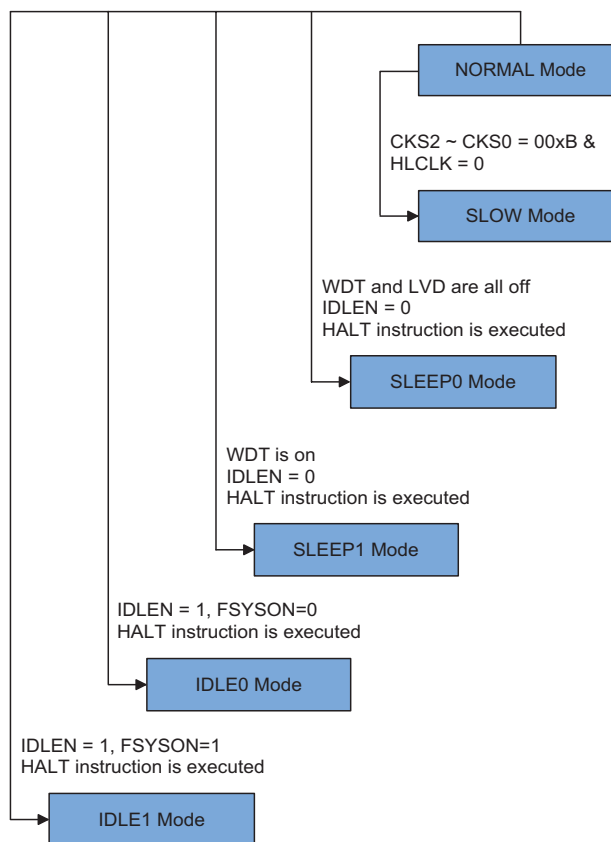 NORMAL Mode
CKS2 ~ CKS0 = 00xB &
HLCLK = 0
SLOW Mode
WDT and LVD are all off
IDLEN = 0
HALT instruction is executed
SLEEP0 Mode
WDT is on
IDLEN = 0
HALT instruction is executed
SLEEP1 Mode
IDLEN = 1, FSYSON=0
HALT instruction is executed
IDLE0 Mode
IDLEN = 1, FSYSON=1
HALT instruction is executed
IDLE1 Mode